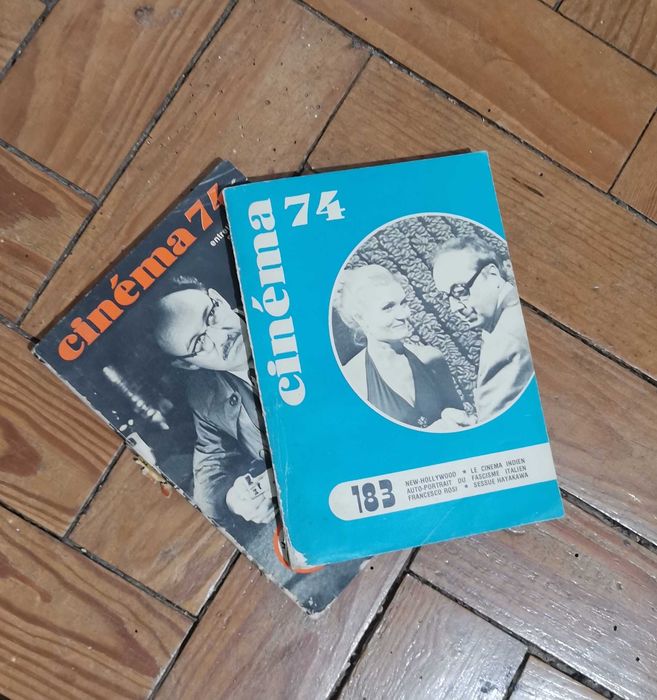 cinéma 74
cinéma 74
183
NEW-HOLLYWOOD * LE CINEMA INDIEN
AUTO-PORTRAIT DU FASCISME ITALIEN
FRANCESCO ROSI * SESSUE HAYAKAWA